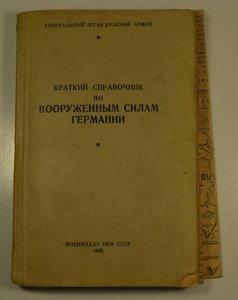 ГЕНЕРАЛЬНЫЙ ШТАБ КРАСНОЙ АРМИИ
КРАТКИЙ СПРАВОЧНИК
ПО
ВООРУЖЕННЫМ СИЛАМ
ГЕРМАНИИ
ВОЕНИЗДАТ НКО СССР